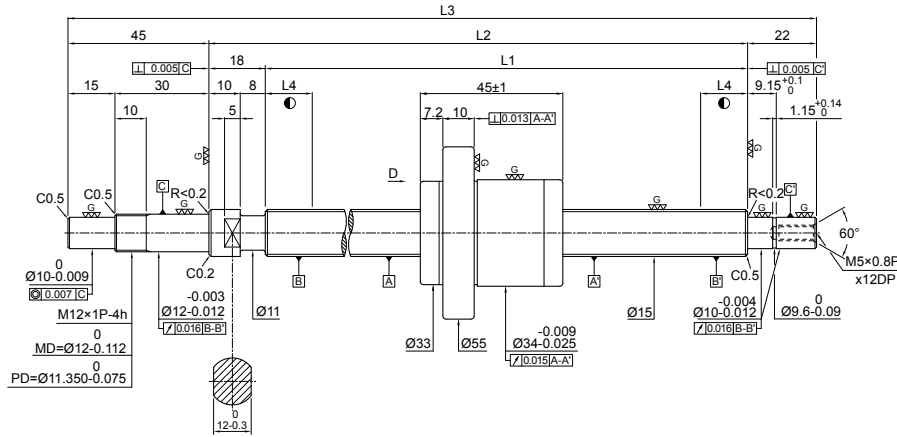 L3
45
L2
22
⊥ 0.005 C
18
L1
⊥ 0.005 C'
15
30
10
8
L4
45±1
L4
9.15 +0.1 0
10
5
7.2
10
⊥ 0.013 A-A'
1.15 +0.14 0
G
G
G
D
C0.5
C0.5
G
C
G
R<0.2
G
G
R<0.2
G
C'
G
60°
C0.2
C0.5
M5×0.8P
x12DP
B
A
A'
B'
0
Ø10-0.009
◎ 0.007 C
-0.003
Ø12-0.012
Ø11
Ø15
-0.004
Ø10-0.012
0
Ø9.6-0.09
M12×1P-4h
0.016 B-B'
0.016 B-B'
0
MD=Ø12-0.112
Ø33
Ø55
-0.009
Ø34-0.025
0.015 A-A'
0
PD=Ø11.350-0.075
0
12-0.3